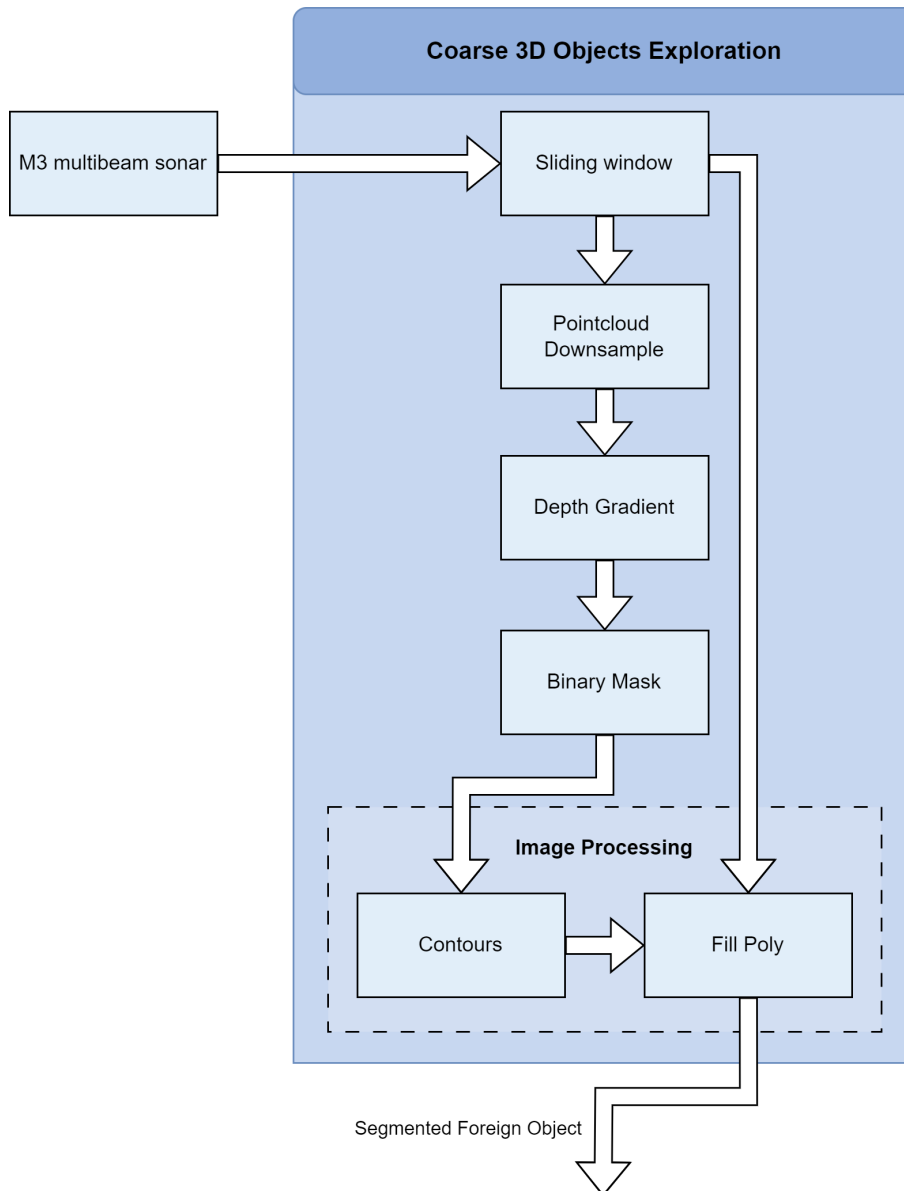 Coarse 3D Objects Exploration
M3 multibeam sonar
Sliding window
Pointcloud
Downsample
Depth Gradient
Binary Mask
Image Processing
Contours
Fill Poly
Segmented Foreign Object